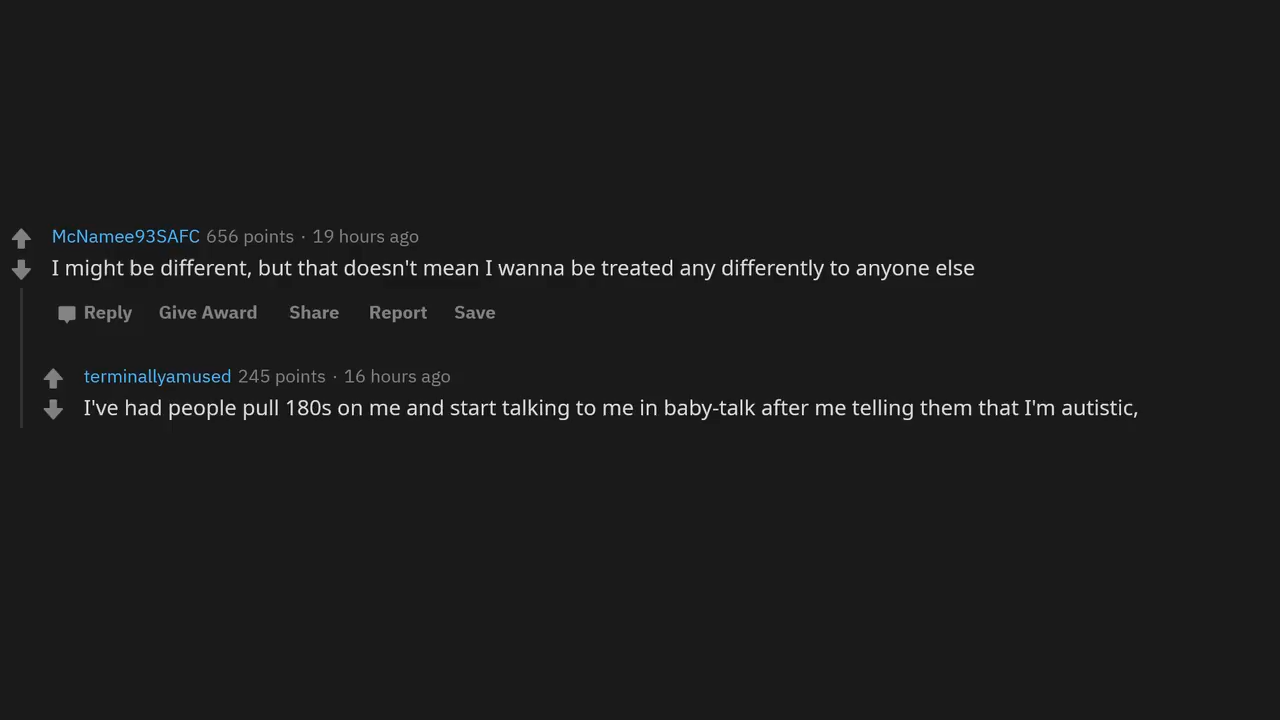 McNamee93SAFC 656 points · 19 hours ago
I might be different, but that doesn't mean I wanna be treated any differently to anyone else
Reply Give Award Share Report Save
terminallyamused 245 points · 16 hours ago
I've had people pull 180s on me and start talking to me in baby-talk after me telling them that I'm autistic,